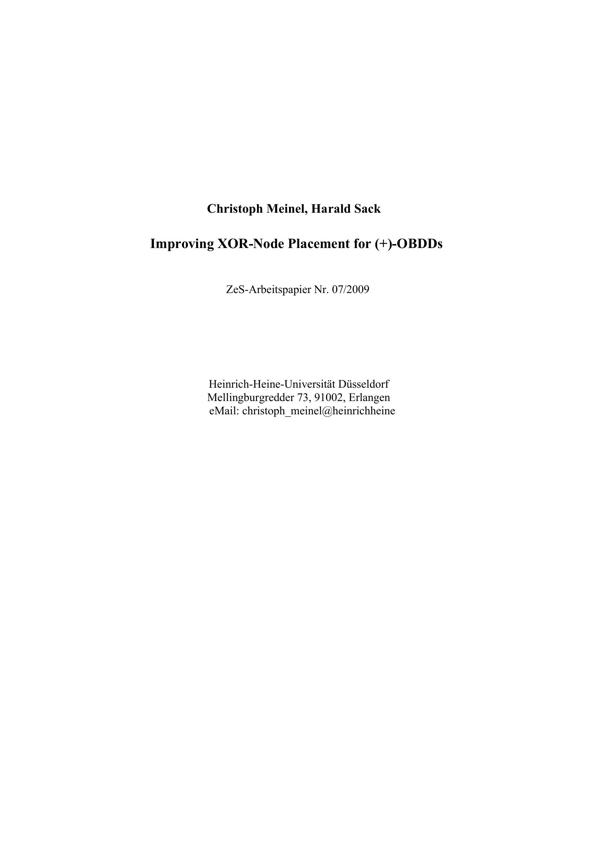 Christoph Meinel, Harald Sack
Improving XOR-Node Placement for (+)-OBDDs
ZeS-Arbeitspapier Nr. 07/2009
Heinrich-Heine-Universität Düsseldorf
Mellingburgredder 73, 91002, Erlangen
eMail: christoph_meinel@heinrichheine